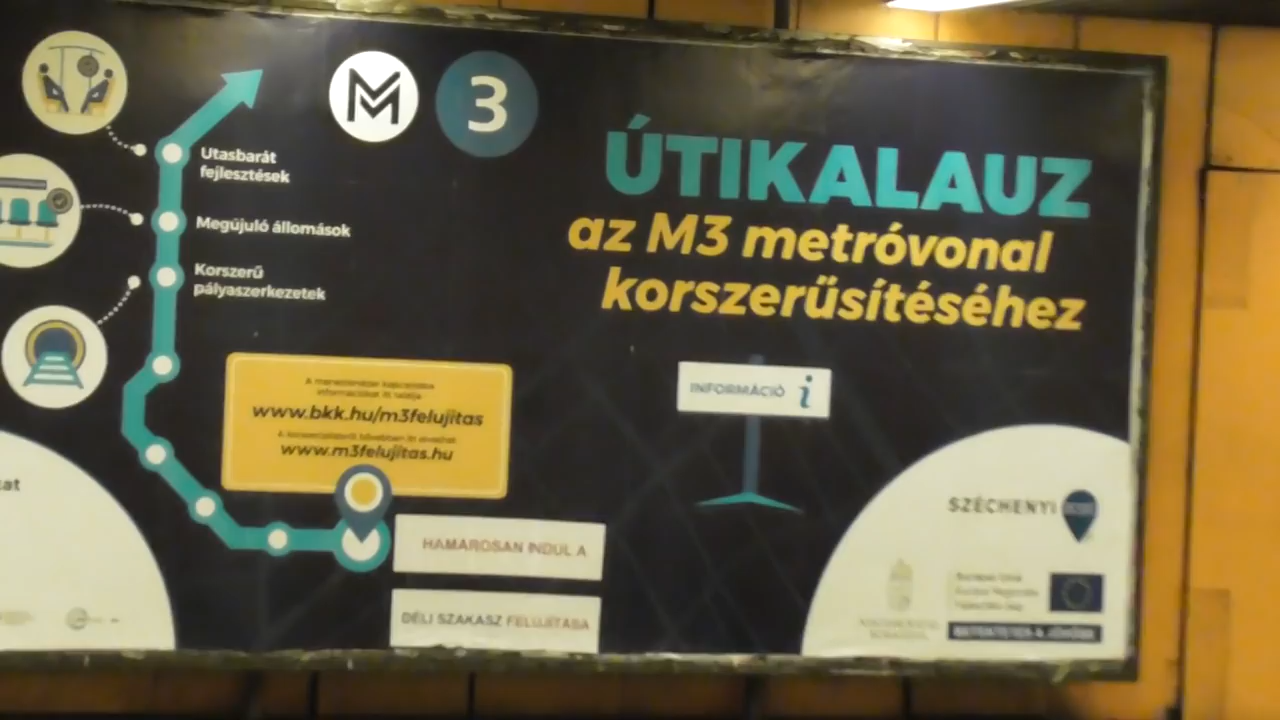 M 3
ÚTIKALAUZ
az M3 metróvonal
korszerűsítéséhez
Utasbarát
fejlesztések
Megújuló állomások
Korszerű
pályaszerkezetek
www.bkk.hu/m3felujitas
www.m3felujitas.hu
INFORMÁCIÓ i
HAMAROSAN INDUL A
DÉLI SZAKASZ FELÚJÍTÁSA
SZÉCHENYI